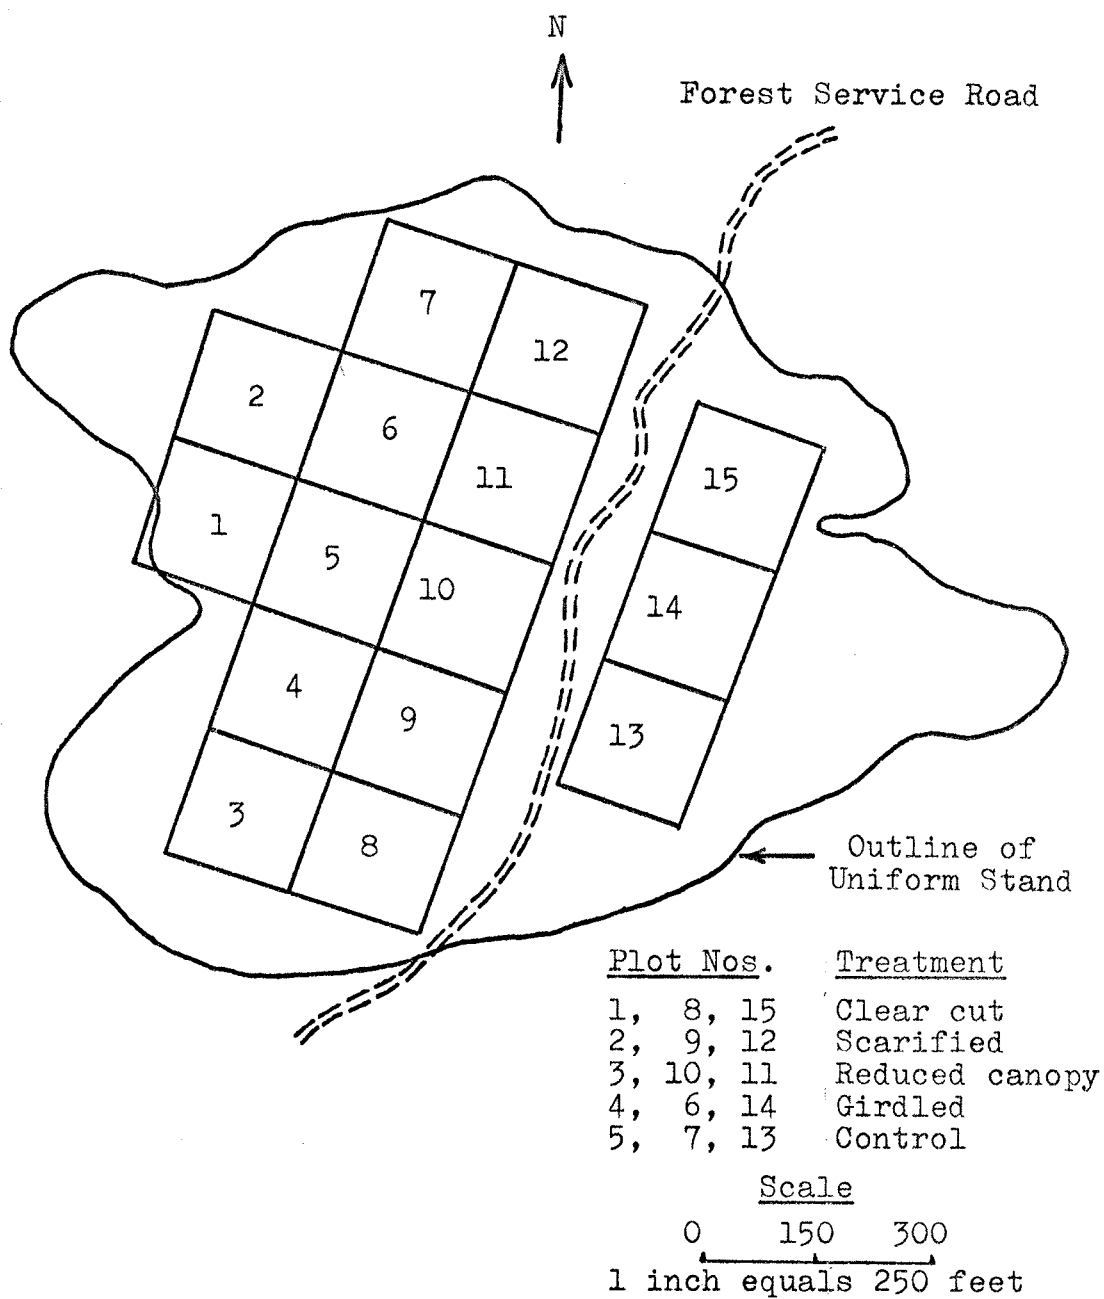 N
Forest Service Road
7
12
2
6
11
15
1
5
10
14
4
9
13
3
8
Outline of
Uniform Stand
Plot Nos. Treatment
1, 8, 15 Clear cut
2, 9, 12 Scarified
3, 10, 11 Reduced canopy
4, 6, 14 Girdled
5, 7, 13 Control
Scale
0 150 300
1 inch equals 250 feet